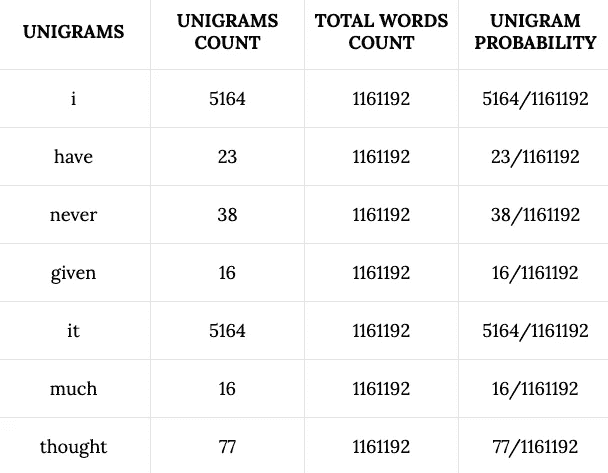 UNIGRAMS UNIGRAMS COUNT TOTAL WORDS COUNT UNIGRAM PROBABILITY
i 5164 1161192 5164/1161192
have 23 1161192 23/1161192
never 38 1161192 38/1161192
given 16 1161192 16/1161192
it 5164 1161192 5164/1161192
much 16 1161192 16/1161192
thought 77 1161192 77/1161192